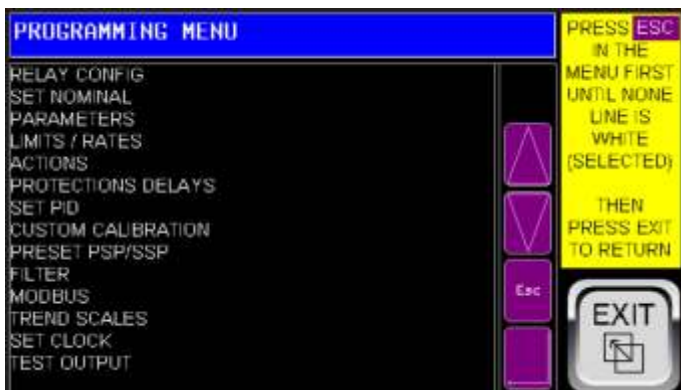 PROGRAMMING MENU
RELAY CONFIG
SET NOMINAL
PARAMETERS
LIMITS / RATES
ACTIONS
PROTECTIONS DELAYS
SET PID
CUSTOM CALIBRATION
PRESET PSP/SSP
FILTER
MODBUS
TREND SCALES
SET CLOCK
TEST OUTPUT
Esc
PRESS ESC
IN THE
MENU FIRST
UNTIL NONE
LINE IS
WHITE
(SELECTED)
THEN
PRESS EXIT
TO RETURN
EXIT